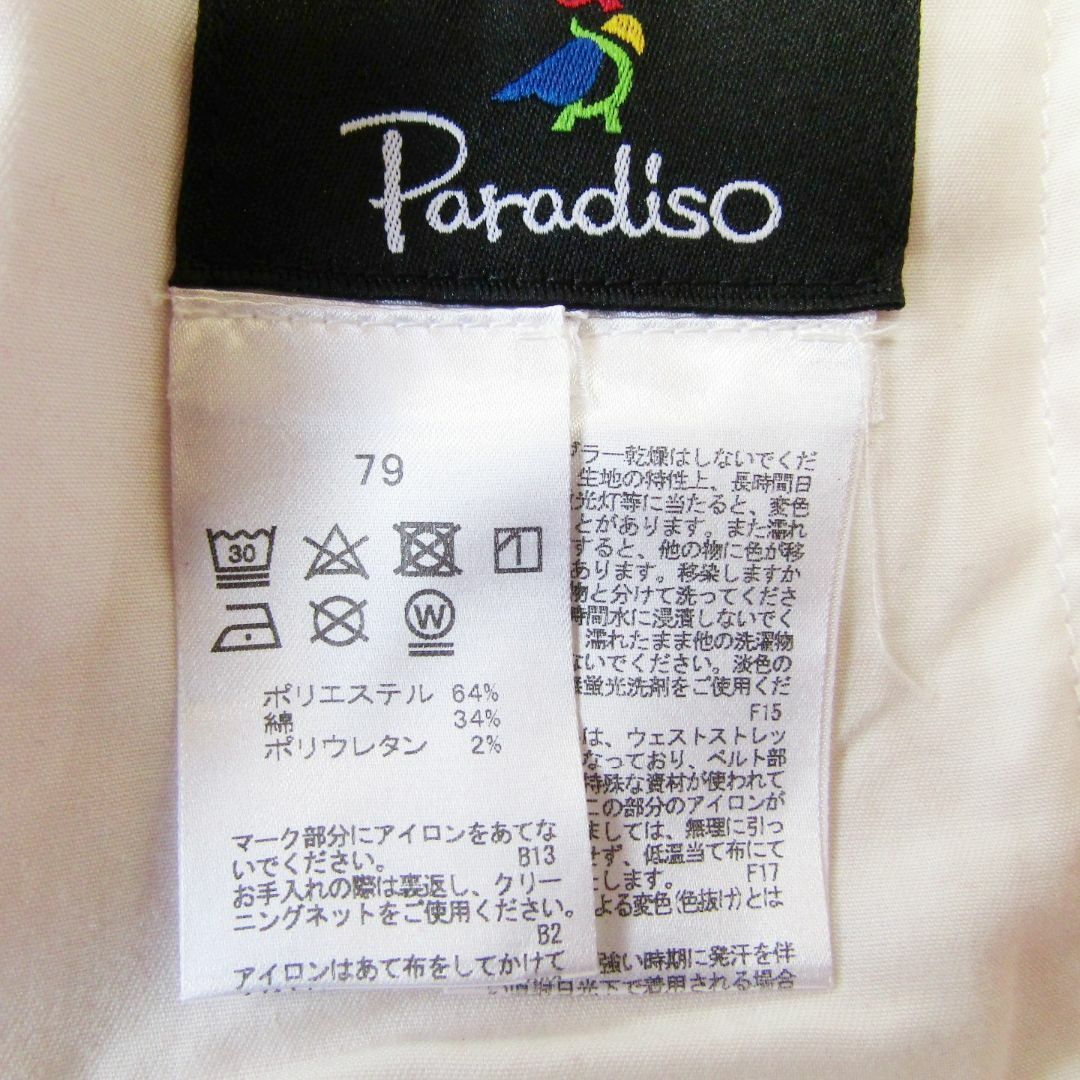 Paradiso
79
30
W
ポリエステル 64%
綿 34%
ポリウレタン 2%
マーク部分にアイロンをあてな
いでください。 B13
お手入れの際は裏返し、クリー
ニングネットをご使用ください。
B2
アイロンはあて布をしてかけて
ラー乾燥はしないでくだ
生地の特性上、長時間日
光灯等に当たると、変色
とがあります。また濡れ
すると、他の物に色が移
あります。移染しますか
物と分けて洗ってくださ
時間水に浸漬しないでく
濡れたまま他の洗濯物
ないでください。淡色の
蛍光洗剤をご使用くだ
F15
は、ウェストストレッ
なっており、ベルト部
特殊な資材が使われて
この部分のアイロンが
ましては、無理に引っ
せず、低温当て布にて
たします。 F17
よる変色(色抜け)とは
強い時期に発汗を伴
射日光下で着用される場合